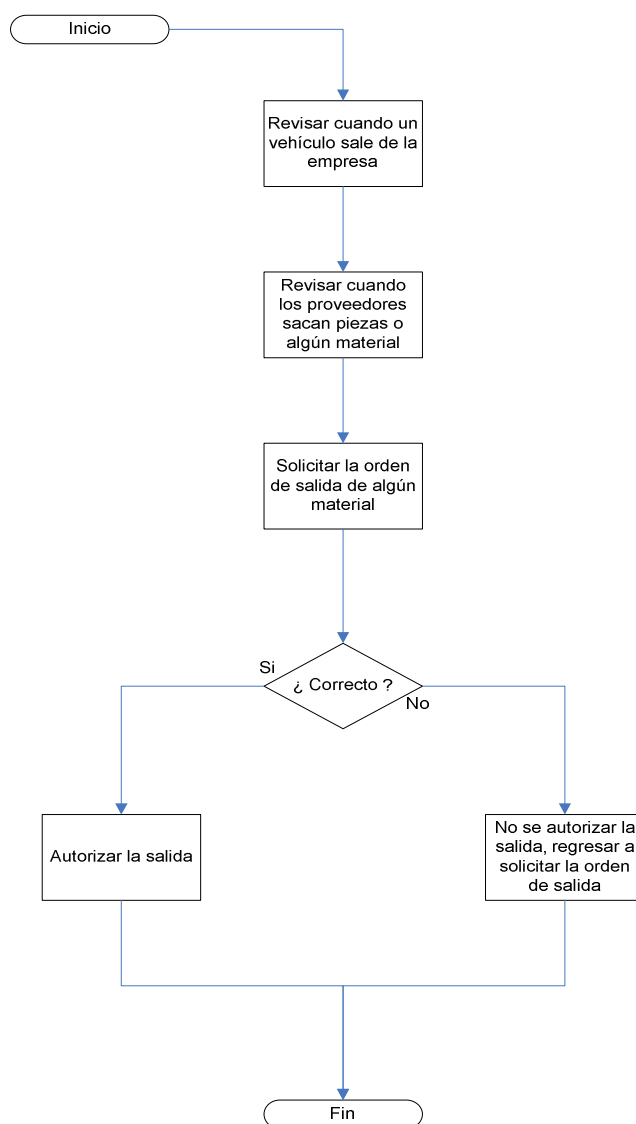 Inicio
Revisar cuando un
vehículo sale de la
empresa
Revisar cuando
los proveedores
sacan piezas o
algún material
Solicitar la orden
de salida de algún
material
Si
¿ Correcto ?
No
Autorizar la salida
No se autorizar la
salida, regresar a
solicitar la orden
de salida
Fin